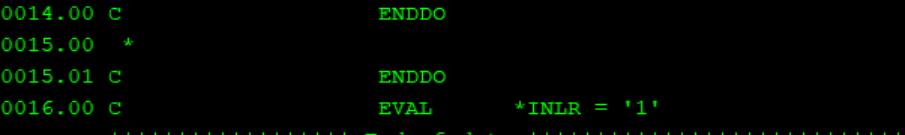 0014.00 C ENDDO
0015.00 *
0015.01 C ENDDO
0016.00 C EVAL *INLR = '1'